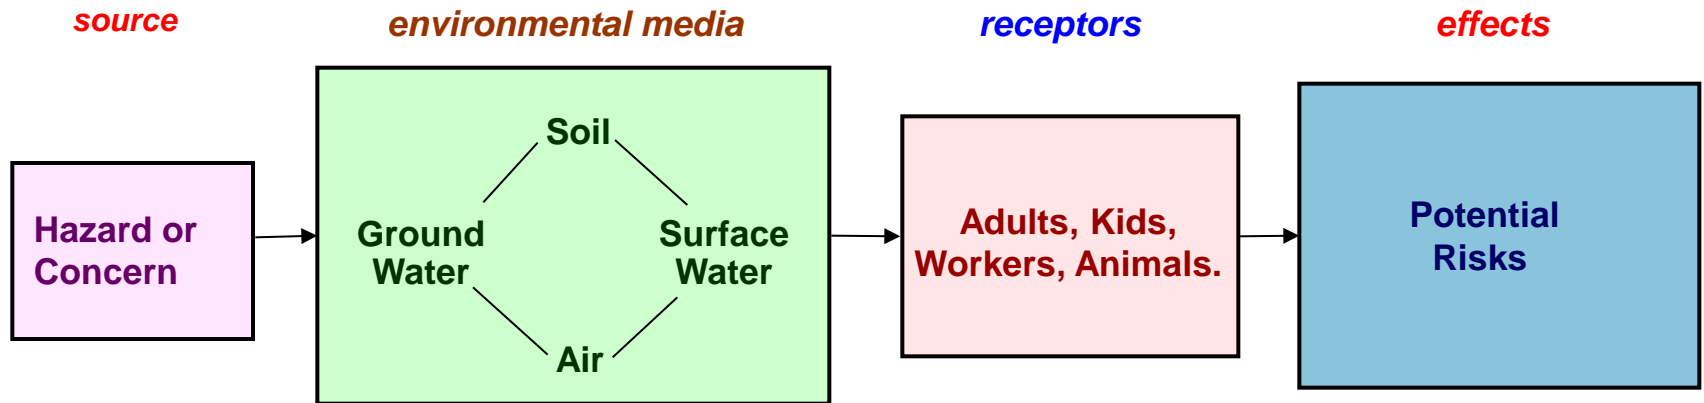 source
environmental media
receptors
effects
Hazard or
Concern
Soil
Ground
Water
Surface
Water
Air
Adults, Kids,
Workers, Animals.
Potential
Risks